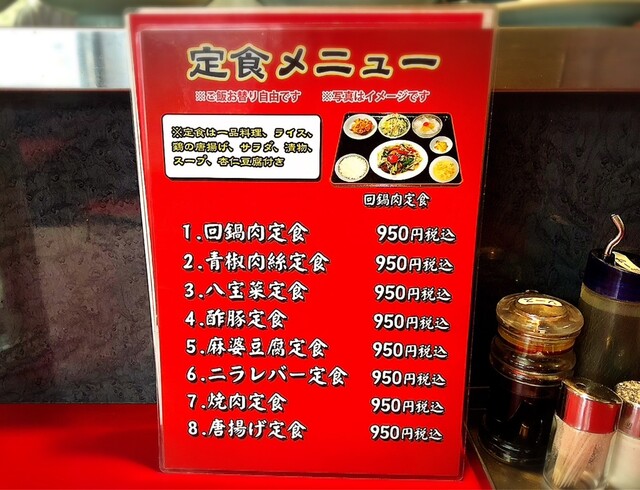 定食メニュー
※ご飯お替り自由です ※写真はイメージです
※定食は一品料理、ライス、
鶏の唐揚げ、サラダ、漬物、
スープ、杏仁豆腐付き
回鍋肉定食
1.回鍋肉定食 950円税込
2.青椒肉絲定食 950円税込
3.八宝菜定食 950円税込
4.酢豚定食 950円税込
5.麻婆豆腐定食 950円税込
6.ニラレバー定食 950円税込
7.焼肉定食 950円税込
8.唐揚げ定食 950円税込